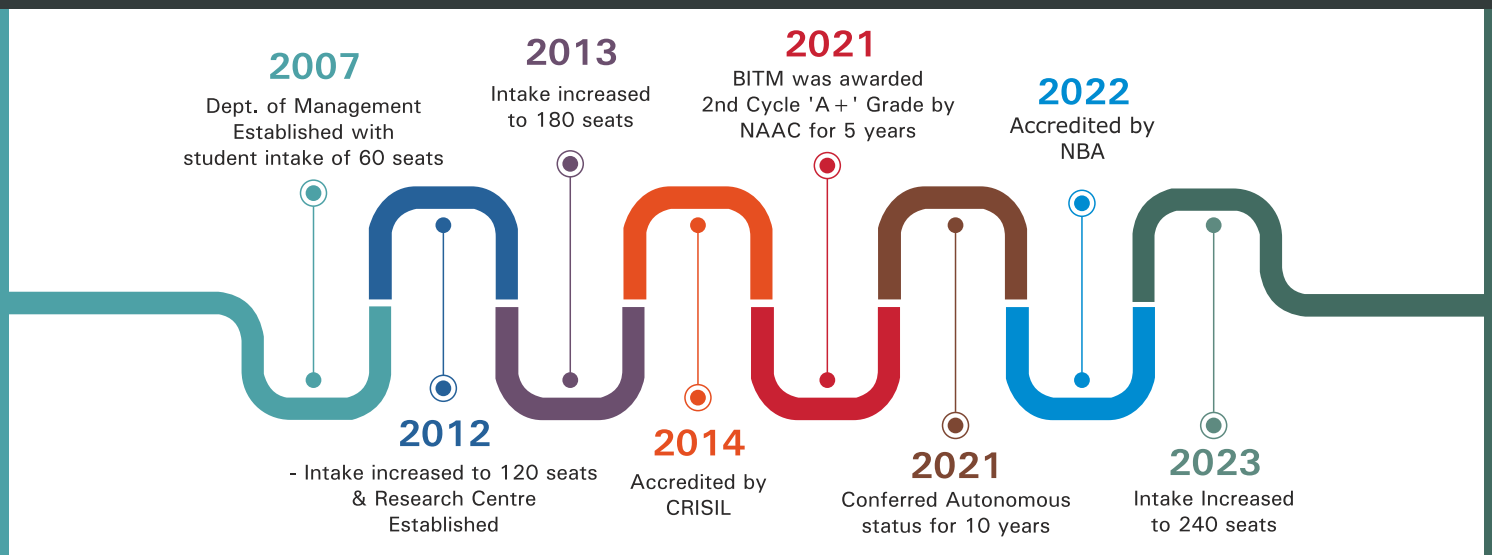 2007
Dept. of Management
Established with
student intake of 60 seats
2012
- Intake increased to 120 seats
& Research Centre
Established
2013
Intake increased
to 180 seats
2014
Accredited by
CRISIL
2021
BITM was awarded
2nd Cycle 'A+' Grade by
NAAC for 5 years
2021
Conferred Autonomous
status for 10 years
2022
Accredited by
NBA
2023
Intake Increased
to 240 seats